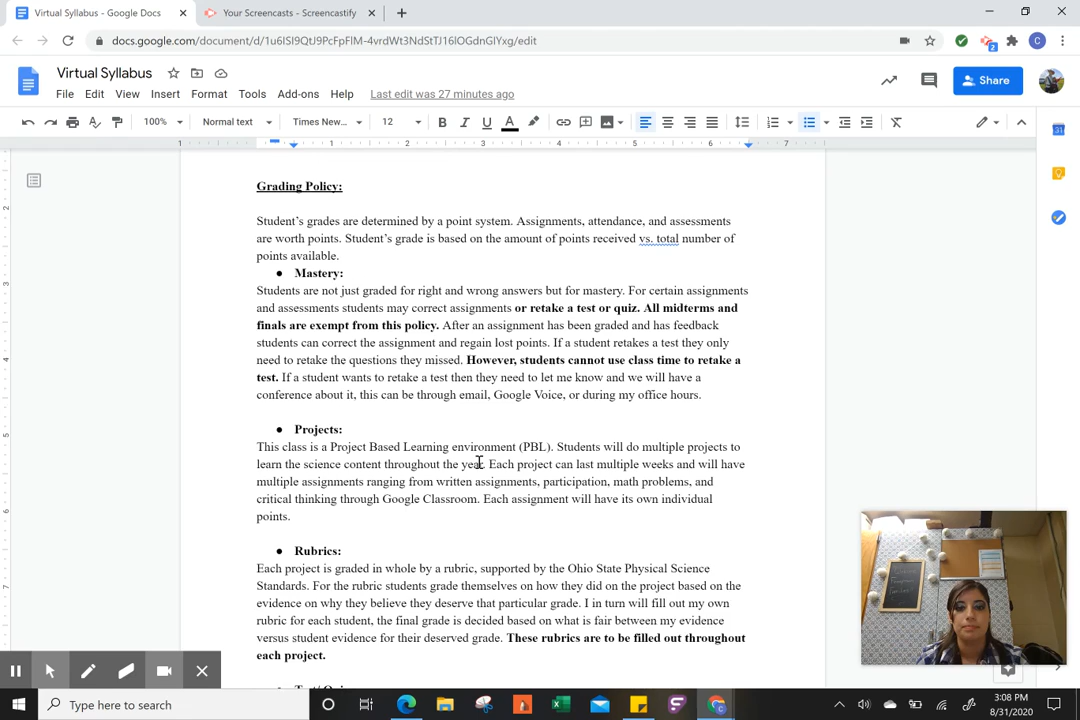 Virtual Syllabus - Google Docs
Your Screencasts - Screencastify
docs.google.com/document/d/1u6ISI9QtJ9PcFpFlM-4vrdWt3NdStTJ16lOGdnGlYxg/edit
2
C
Virtual Syllabus
File Edit View Insert Format Tools Add-ons Help Last edit was 27 minutes ago
Share
100% Normal text Times New... 12 B I U A
1 1 2 3 4 5 6 7
Grading Policy:
Student's grades are determined by a point system. Assignments, attendance, and assessments
are worth points. Student's grade is based on the amount of points received vs. total number of
points available.
● Mastery:
Students are not just graded for right and wrong answers but for mastery. For certain assignments
and assessments students may correct assignments or retake a test or quiz. All midterms and
finals are exempt from this policy. After an assignment has been graded and has feedback
students can correct the assignment and regain lost points. If a student retakes a test they only
need to retake the questions they missed. However, students cannot use class time to retake a
test. If a student wants to retake a test then they need to let me know and we will have a
conference about it, this can be through email, Google Voice, or during my office hours.
● Projects:
This class is a Project Based Learning environment (PBL). Students will do multiple projects to
learn the science content throughout the year. Each project can last multiple weeks and will have
multiple assignments ranging from written assignments, participation, math problems, and
critical thinking through Google Classroom. Each assignment will have its own individual
points.
● Rubrics:
Each project is graded in whole by a rubric, supported by the Ohio State Physical Science
Standards. For the rubric students grade themselves on how they did on the project based on the
evidence on why they believe they deserve that particular grade. I in turn will fill out my own
rubric for each student, the final grade is decided based on what is fair between my evidence
versus student evidence for their deserved grade. These rubrics are to be filled out throughout
each project.
Type here to search
3:08 PM
8/31/2020